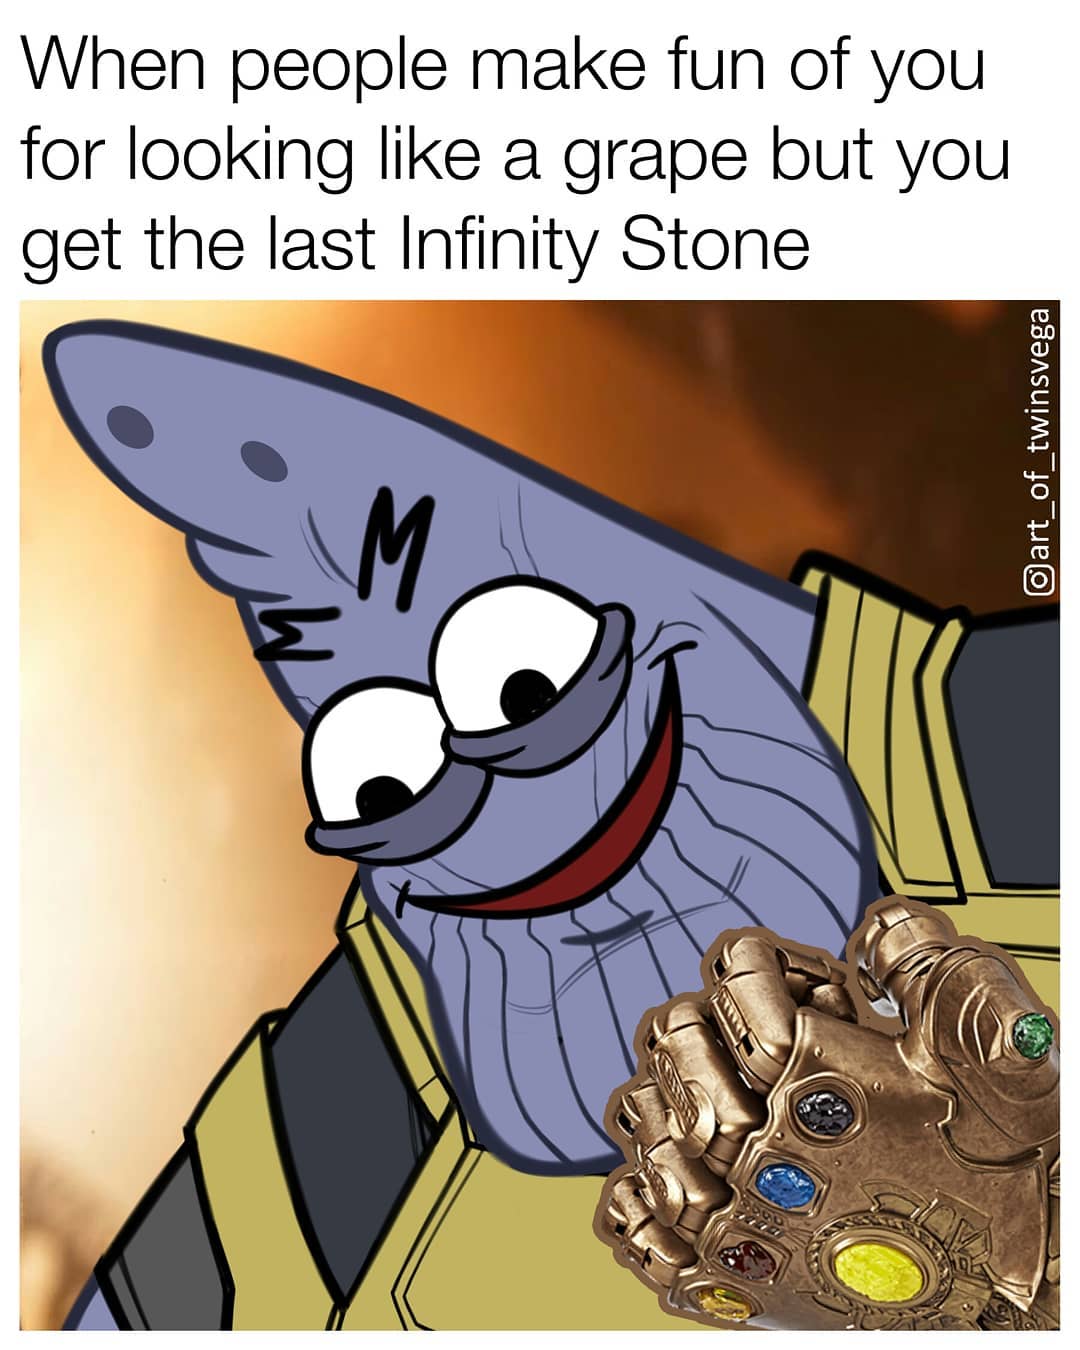 When people make fun of you
for looking like a grape but you
get the last Infinity Stone
@art_of_twinsvega